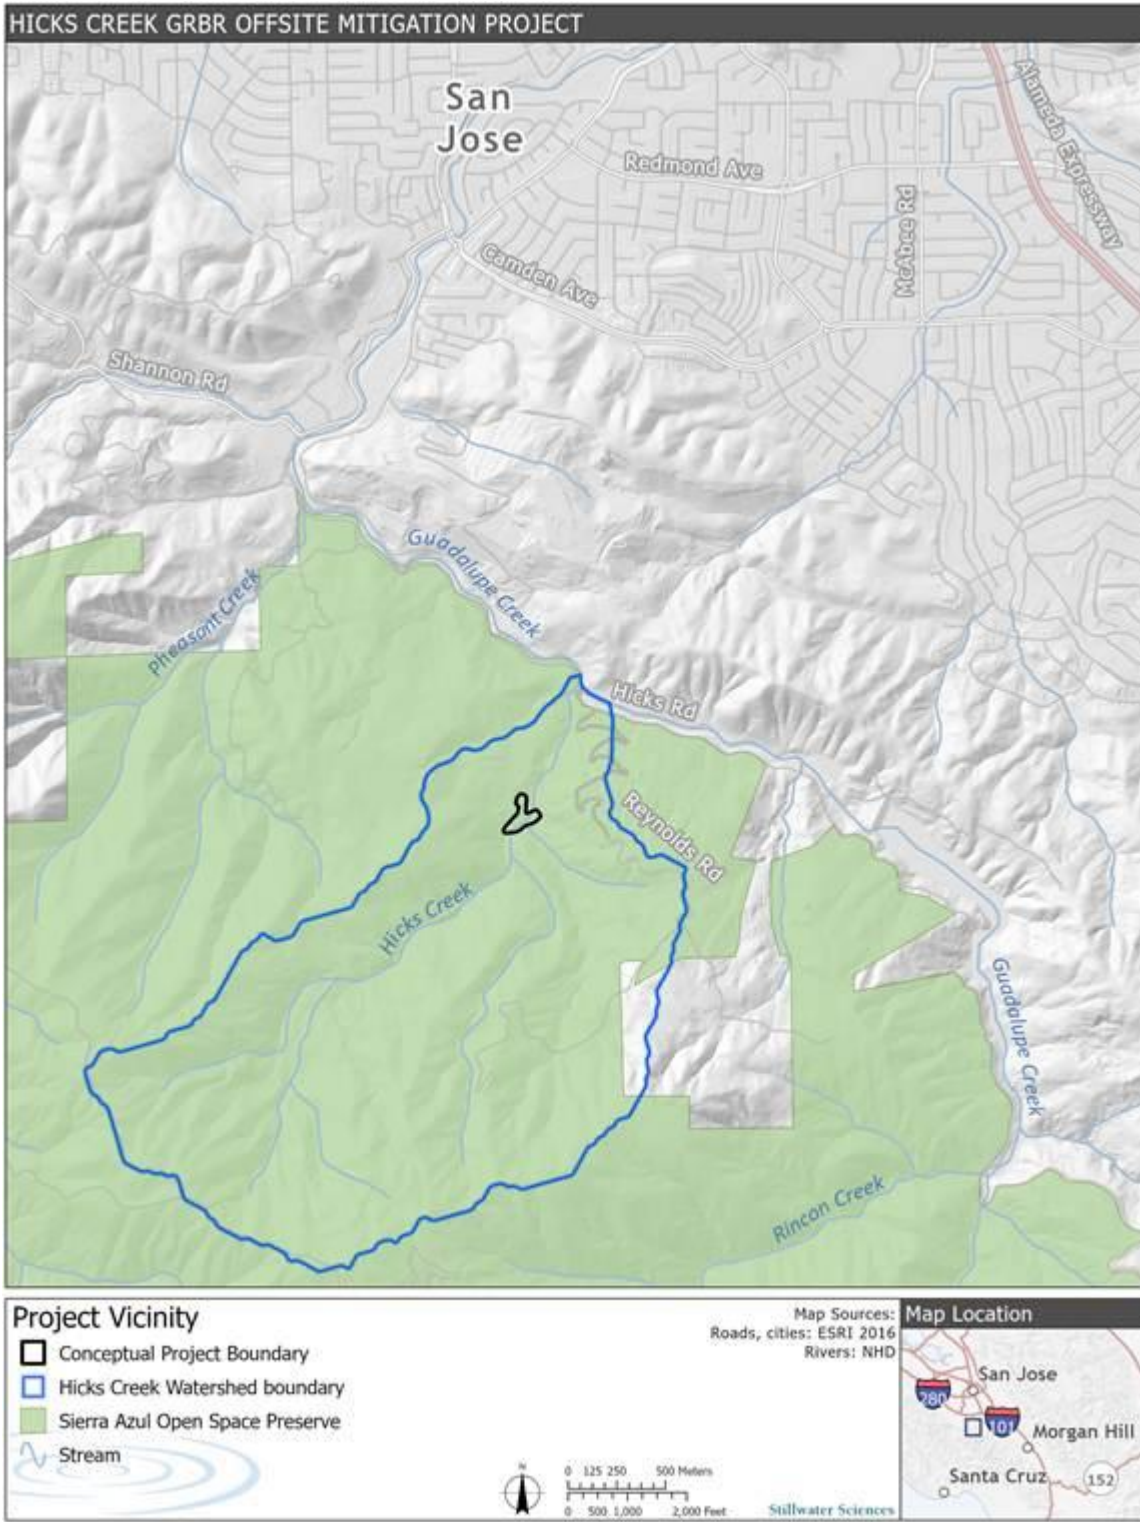 HICKS CREEK GRBR OFFSITE MITIGATION PROJECT
San
Jose
Alameda Expressway
Redmond Ave
McAbee Rd
Camden Ave
Shannon Rd
Guadalupe Creek
Pheasant Creek
Hicks Rd
Reynolds Rd
Hicks Creek
Guadalupe Creek
Rincon Creek
Project Vicinity
Conceptual Project Boundary
Hicks Creek Watershed boundary
Sierra Azul Open Space Preserve
Stream
Map Sources:
Roads, cities: ESRI 2016
Rivers: NHD
N
0 125 250 500 Meters
0 500 1,000 2,000 Feet
Stillwater Sciences
Map Location
San Jose
280
101
Morgan Hill
Santa Cruz
152